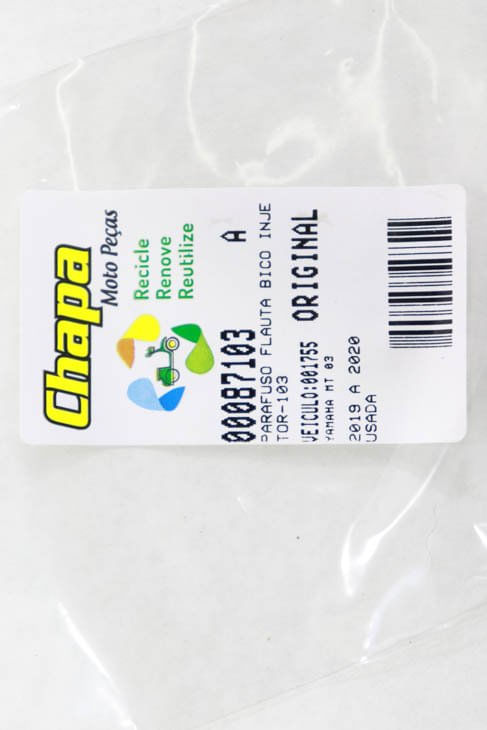 Chapa
Moto Peças
Recicle
Renove
Reutilize
00087103 A
PARAFUSO FLAUTA BICO INJE
TOR-103
VEICULO:001755 ORIGINAL
YAMAHA MT 03
2019 A 2020
USADA